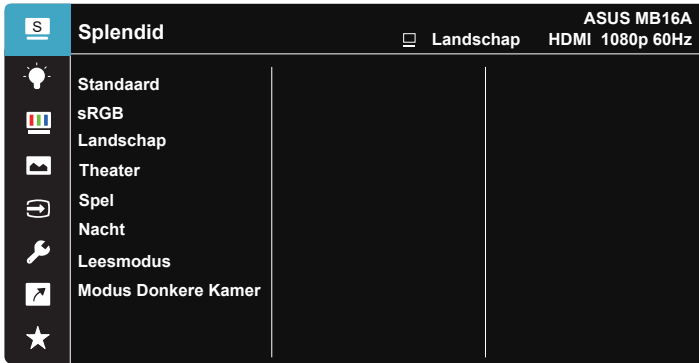 S
Splendid
Landschap
ASUS MB16A
HDMI 1080p 60Hz
Standaard
sRGB
Landschap
Theater
Spel
Nacht
Leesmodus
Modus Donkere Kamer